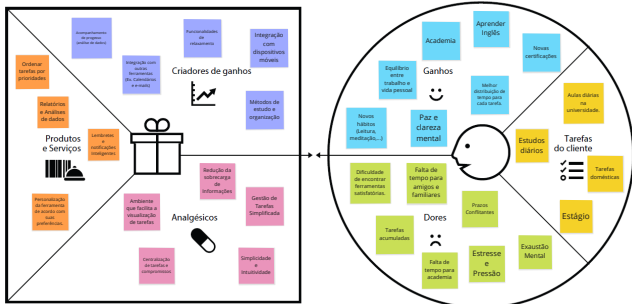 Acompanhamento
de progresso
(análise de dados)
Funcionalidades
de
relaxamento
Integração
com
dispositivos
móveis
Integração com
outras
ferramentas
(Ex. Calendários
e e-mails)
Criadores de ganhos
Métodos de
estudo e
organização
Ordenar
tarefas por
prioridades
Relatórios e
Análises de
dados
Lembretes
e
notificações
inteligentes
Produtos
e Serviços
Personalização
da ferramenta
de acordo com
suas
preferências.
Redução da
sobrecarga
de
informações
Ambiente
que facilita a
visualização
de tarefas
Gestão de
Tarefas
Simplificada
Analgésicos
Centralização
de tarefas e
compromissos
Simplicidade
e
Intuitividade
Academia
Aprender
Inglês
Novas
certificações
Equilíbrio
entre
trabalho e
vida pessoal
Ganhos
Melhor
distribuição de
tempo para
cada tarefa.
Novos
hábitos
(Leitura,
meditação,...)
Paz e
clareza
mental
Aulas diárias
na
universidade.
Estudos
diários
Tarefas
do cliente
Tarefas
domésticas
Estágio
Dificuldade
de encontrar
ferramentas
satisfatórias.
Falta de
tempo para
amigos e
familiares
Prazos
Conflitantes
Dores
Tarefas
acumuladas
Falta de
tempo para
academia
Estresse
e
Pressão
Exaustão
Mental